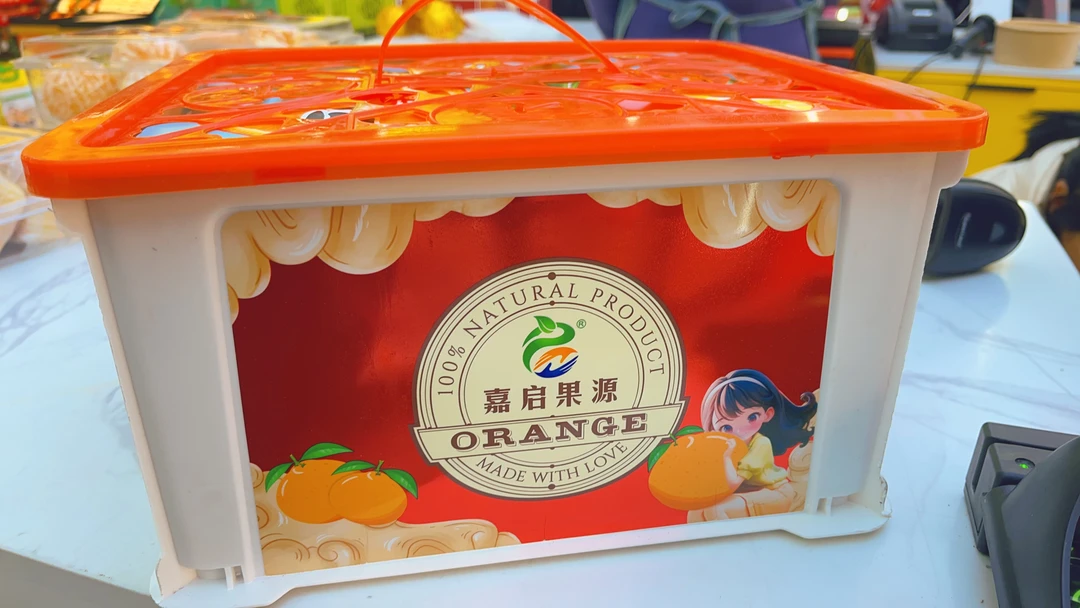 100% NATURAL PRODUCT
®
嘉启果源
ORANGE
MADE WITH LOVE